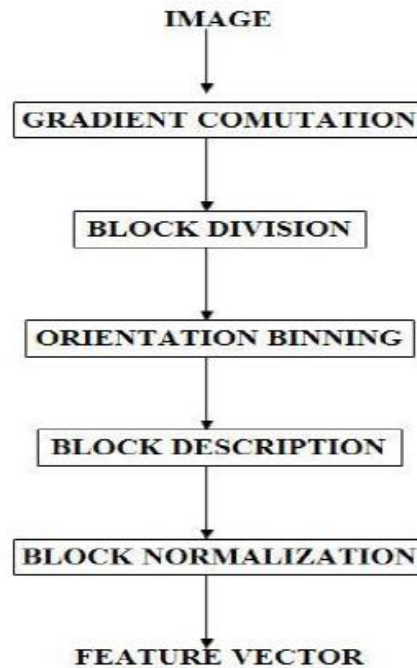 IMAGE
GRADIENT COMUTATION
BLOCK DIVISION
ORIENTATION BINNING
BLOCK DESCRIPTION
BLOCK NORMALIZATION
FEATURE VECTOR